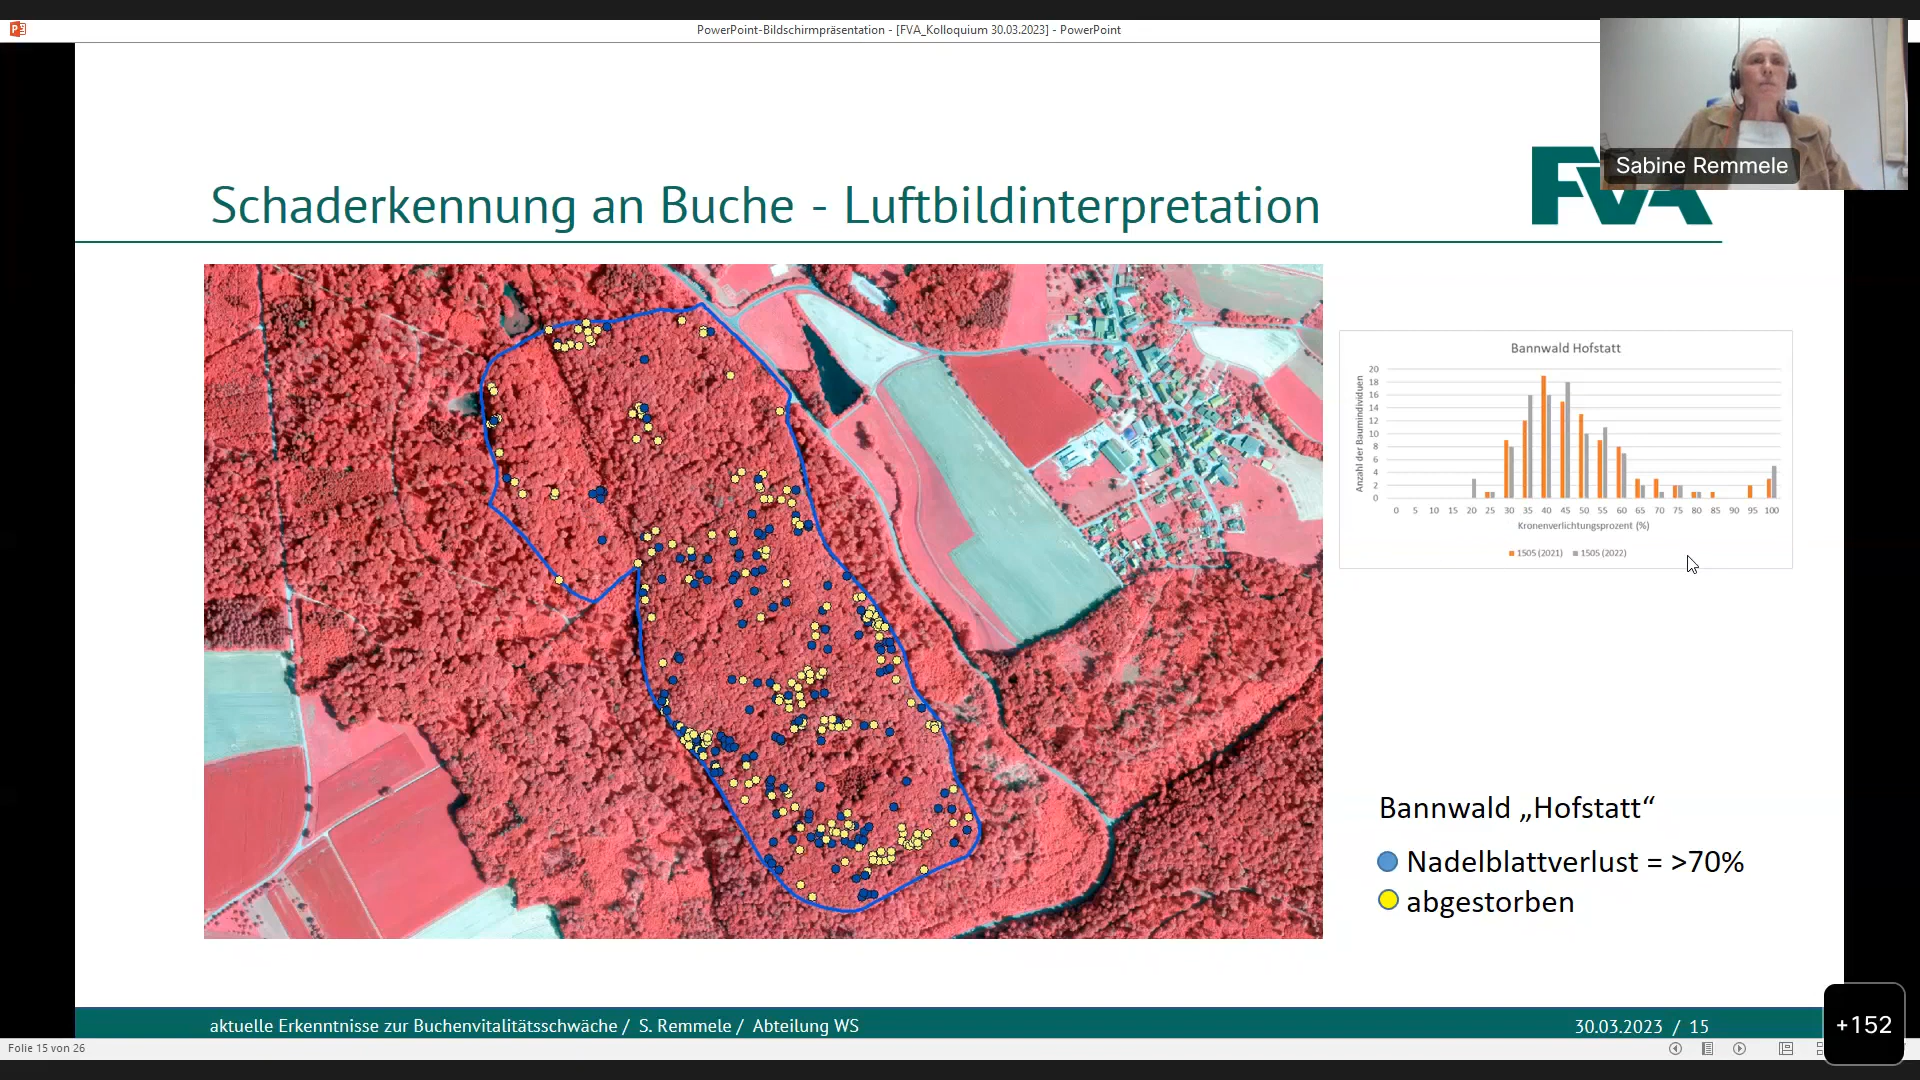 PowerPoint-Bildschirmpräsentation - [FVA_Kolloquium 30.03.2023] - PowerPoint
Sabine Remmele
FVA
Schaderkennung an Buche - Luftbildinterpretation
Bannwald Hofstatt
Anzahl der Baumindividuen
20
18
16
14
12
10
8
6
4
2
0
0 5 10 15 20 25 30 35 40 45 50 55 60 65 70 75 80 85 90 95 100
Kronenverlichtungsprozent (%)
1505 (2021) 1505 (2022)
Bannwald „Hofstatt“
Nadelblattverlust = >70%
abgestorben
aktuelle Erkenntnisse zur Buchenvitalitätsschwäche / S. Remmele / Abteilung WS
30.03.2023 / 15
+152
Folie 15 von 26